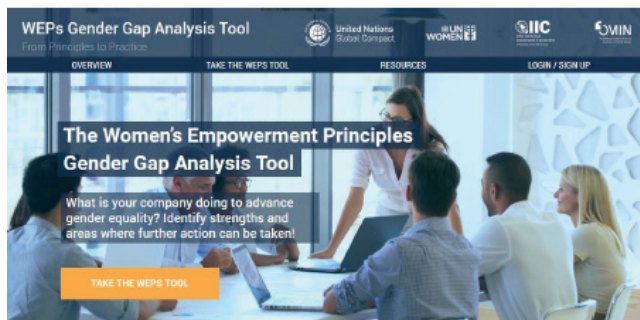 WEPs Gender Gap Analysis Tool
From Principles to Practice
United Nations
Global Compact
UN
WOMEN
IIC
OVERVIEW
TAKE THE WEPS TOOL
RESOURCES
LOGIN / SIGN UP
The Women's Empowerment Principles
Gender Gap Analysis Tool
What is your company doing to advance
gender equality? Identify strengths and
areas where further action can be taken!
TAKE THE WEPS TOOL